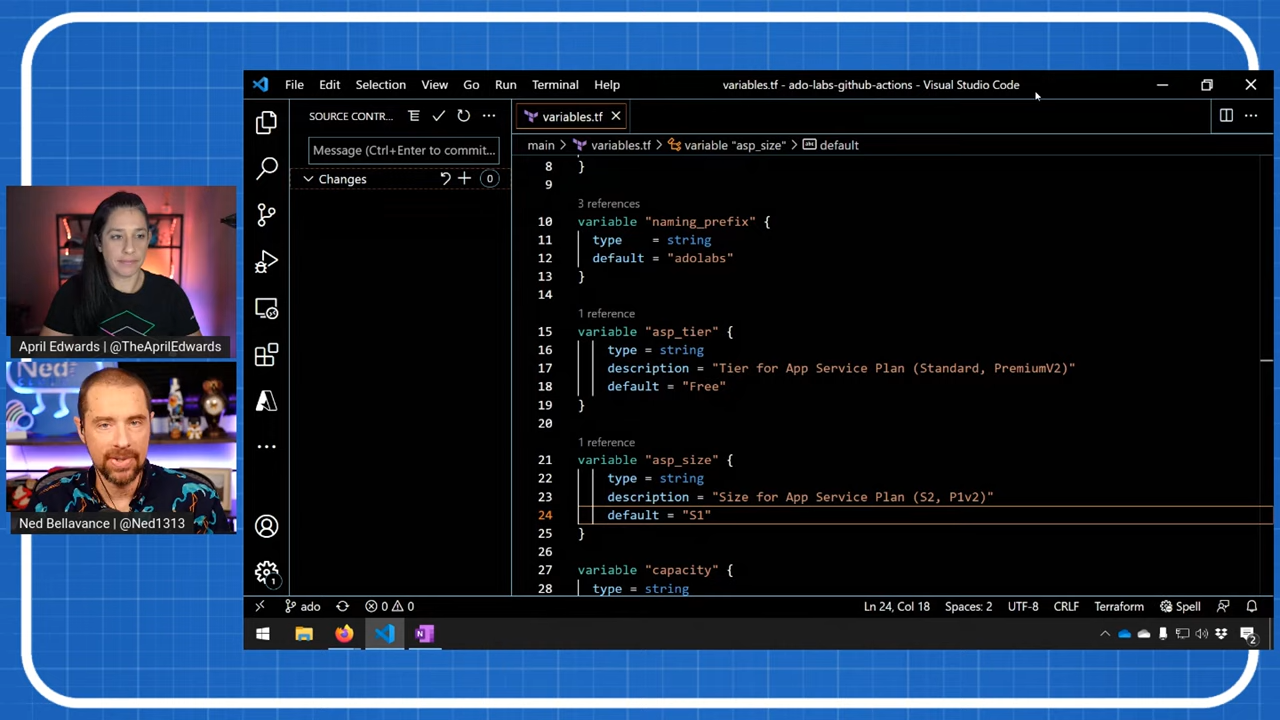 File Edit Selection View Go Run Terminal Help
variables.tf - ado-labs-github-actions - Visual Studio Code
SOURCE CONTR...
variables.tf
Message (Ctrl+Enter to commit...
main > variables.tf > variable "asp_size" > default
Changes
0
8 }
9
3 references
10 variable "naming_prefix" {
11 type = string
12 default = "adolabs"
13 }
14
1 reference
15 variable "asp_tier" {
16 type = string
17 description = "Tier for App Service Plan (Standard, PremiumV2)"
18 default = "Free"
19 }
20
1 reference
21 variable "asp_size" {
22 type = string
23 description = "Size for App Service Plan (S2, P1v2)"
24 default = "S1"
25 }
26
27 variable "capacity" {
28 type = string
Ned
April Edwards | @TheAprilEdwards
Ned Bellavance | @Ned1313
1
ado
0 0
Ln 24, Col 18 Spaces: 2 UTF-8 CRLF Terraform Spell
2